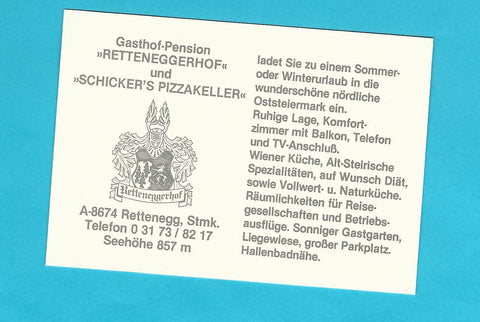 Gasthof-Pension
»RETTENEGGERHOF«
und
»SCHICKER'S PIZZAKELLER«
Retteneggerhof
A-8674 Rettenegg, Stmk.
Telefon 0 31 73 / 82 17
Seehöhe 857 m
ladet Sie zu einem Sommer-
oder Winterurlaub in die
wunderschöne nördliche
Oststeiermark ein.
Ruhige Lage, Komfort-
zimmer mit Balkon, Telefon
und TV-Anschluß.
Wiener Küche, Alt-Steirische
Spezialitäten, auf Wunsch Diät,
sowie Vollwert- u. Naturküche.
Räumlichkeiten für Reise-
gesellschaften und Betriebs-
ausflüge. Sonniger Gastgarten,
Liegewiese, großer Parkplatz.
Hallenbadnähe.